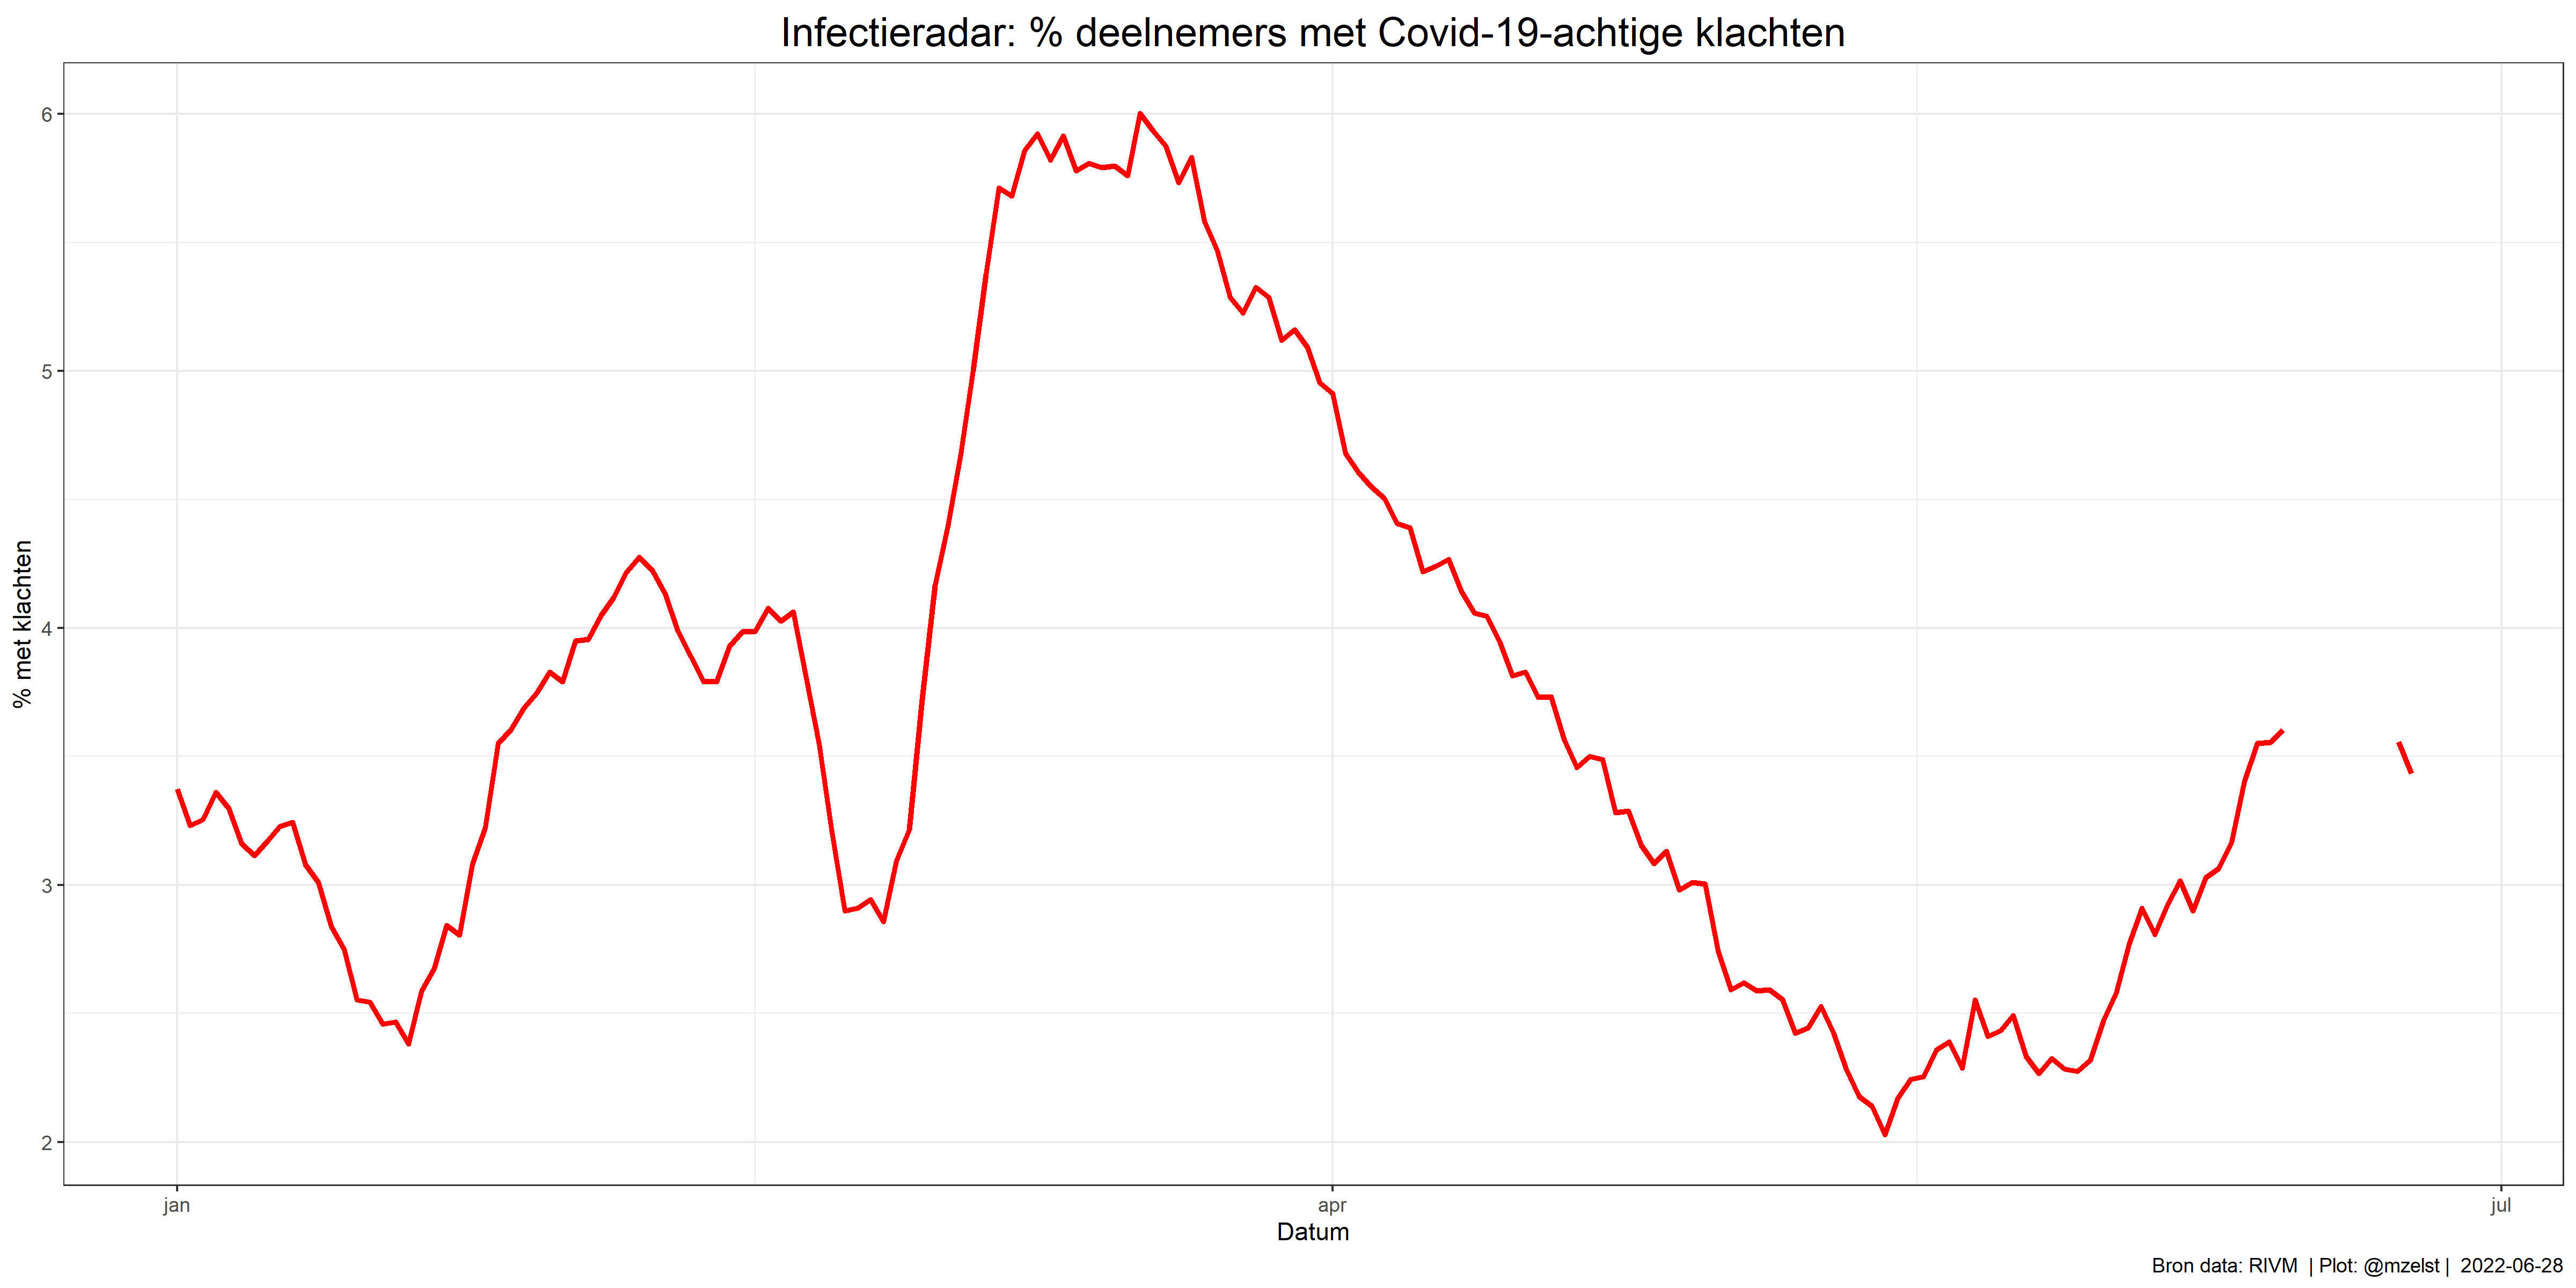 Infectieradar: % deelnemers met Covid-19-achtige klachten
% met klachten
6
5
4
3
2
jan
apr
jul
Datum
Bron data: RIVM | Plot: @mzelst | 2022-06-28